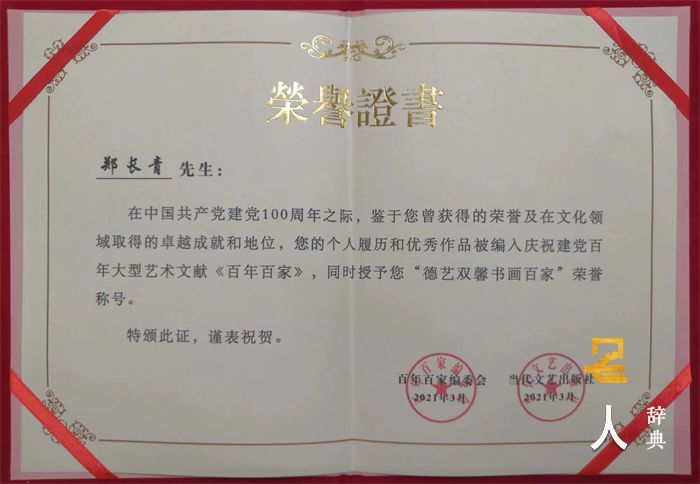 榮譽證書
郑长青 先生：
在中国共产党建党100周年之际，鉴于您曾获得的荣誉及在文化领
域取得的卓越成就和地位，您的个人履历和优秀作品被编入庆祝建党百
年大型艺术文献《百年百家》，同时授予您“德艺双馨书画百家”荣誉
称号。
特颁此证，谨表祝贺。
百年百家编委会 当代文艺出版社
2021年3月 2021年3月
人 辞典